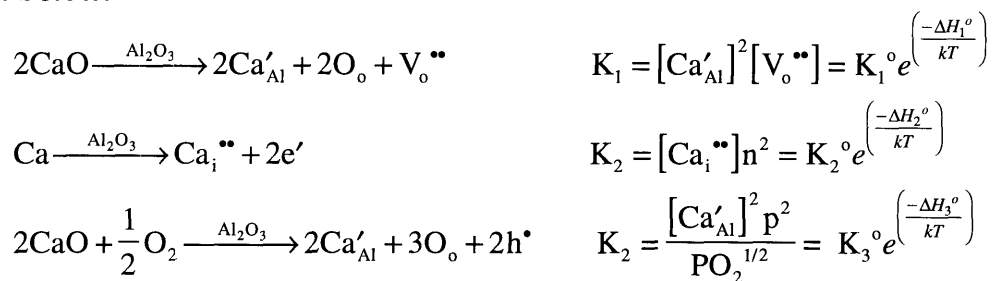 2CaO —Al₂O₃→ 2Ca′Al + 2Oₒ + Vₒ•• K₁ = [Ca′Al]²[Vₒ••] = K₁°e^(−ΔH₁°/kT)
Ca —Al₂O₃→ Caᵢ•• + 2e′ K₂ = [Caᵢ••]n² = K₂°e^(−ΔH₂°/kT)
2CaO + 1/2 O₂ —Al₂O₃→ 2Ca′Al + 3Oₒ + 2h• K₂ = [Ca′Al]²p² / PO₂^1/2 = K₃°e^(−ΔH₃°/kT)